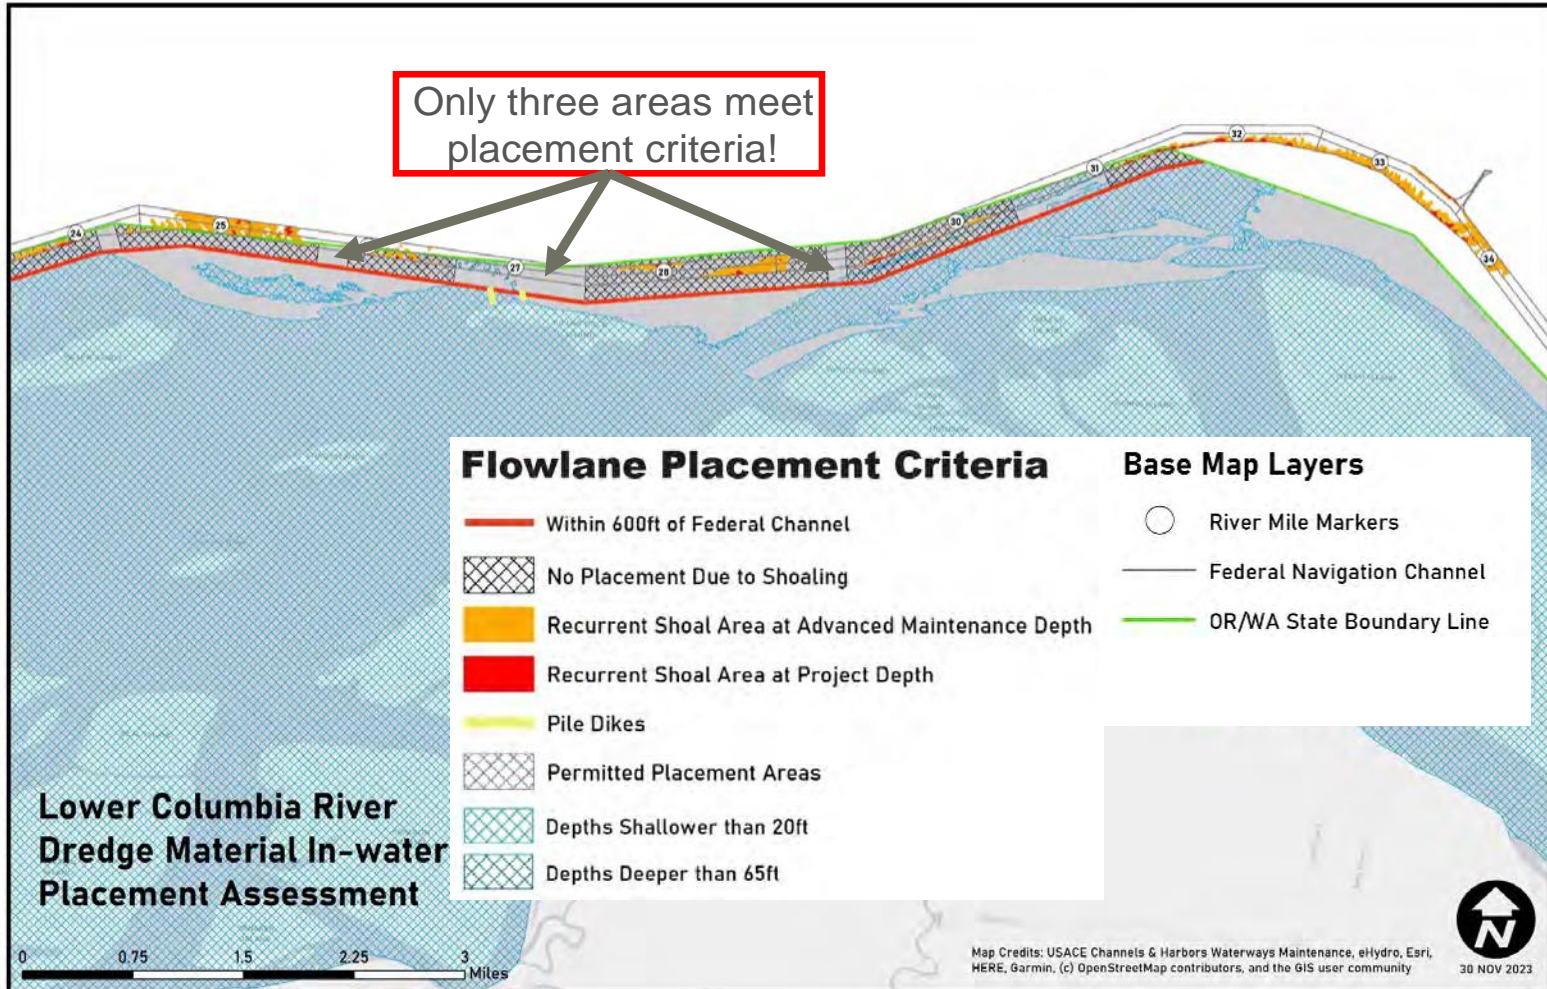 Only three areas meet
placement criteria!
24
25
27
28
30
31
32
33
34
Flowlane Placement Criteria
Within 600ft of Federal Channel
No Placement Due to Shoaling
Recurrent Shoal Area at Advanced Maintenance Depth
Recurrent Shoal Area at Project Depth
Pile Dikes
Permitted Placement Areas
Depths Shallower than 20ft
Depths Deeper than 65ft
Base Map Layers
River Mile Markers
Federal Navigation Channel
OR/WA State Boundary Line
Lower Columbia River
Dredge Material In-water
Placement Assessment
0 0.75 1.5 2.25 3
Miles
Map Credits: USACE Channels & Harbors Waterways Maintenance, eHydro, Esri,
HERE, Garmin, (c) OpenStreetMap contributors, and the GIS user community
N
30 NOV 2023